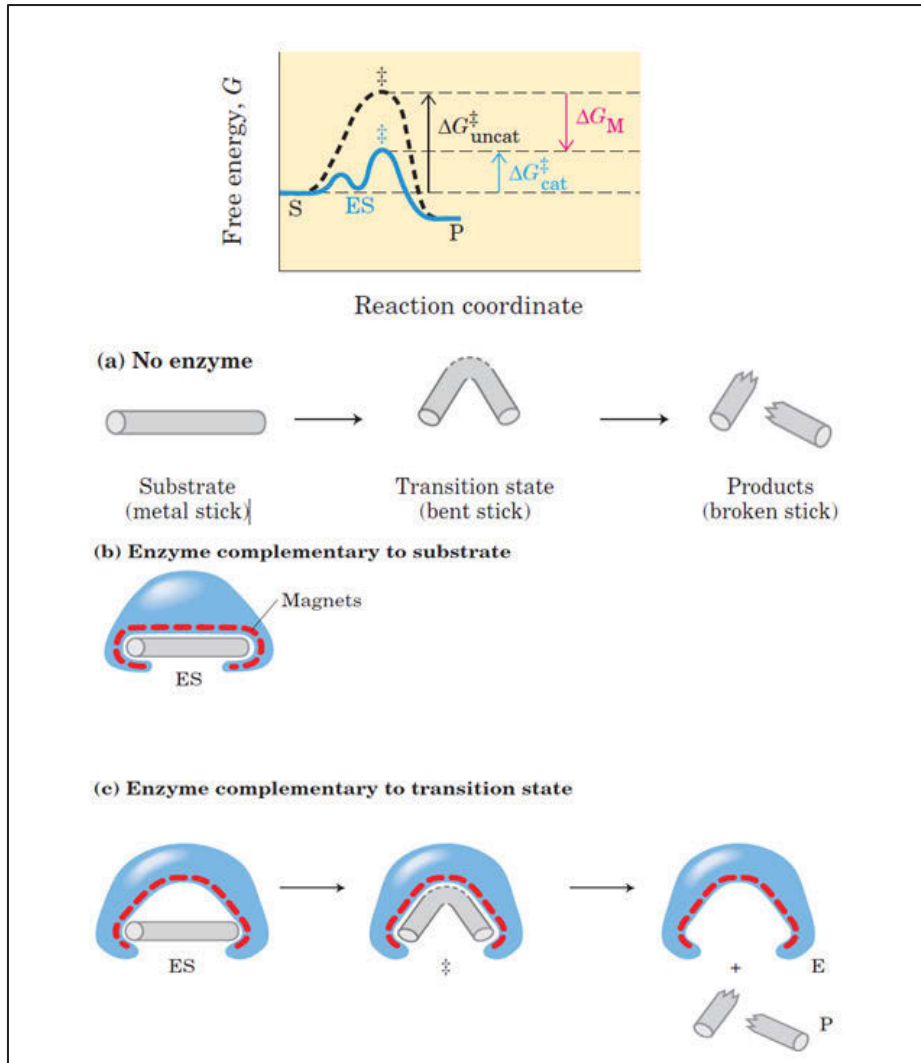 Free energy, G
‡
‡
ΔG‡uncat
ΔG‡cat
ΔGM
S
ES
P
Reaction coordinate
(a) No enzyme
Substrate
(metal stick)
Transition state
(bent stick)
Products
(broken stick)
(b) Enzyme complementary to substrate
Magnets
ES
(c) Enzyme complementary to transition state
ES
‡
+
E
P